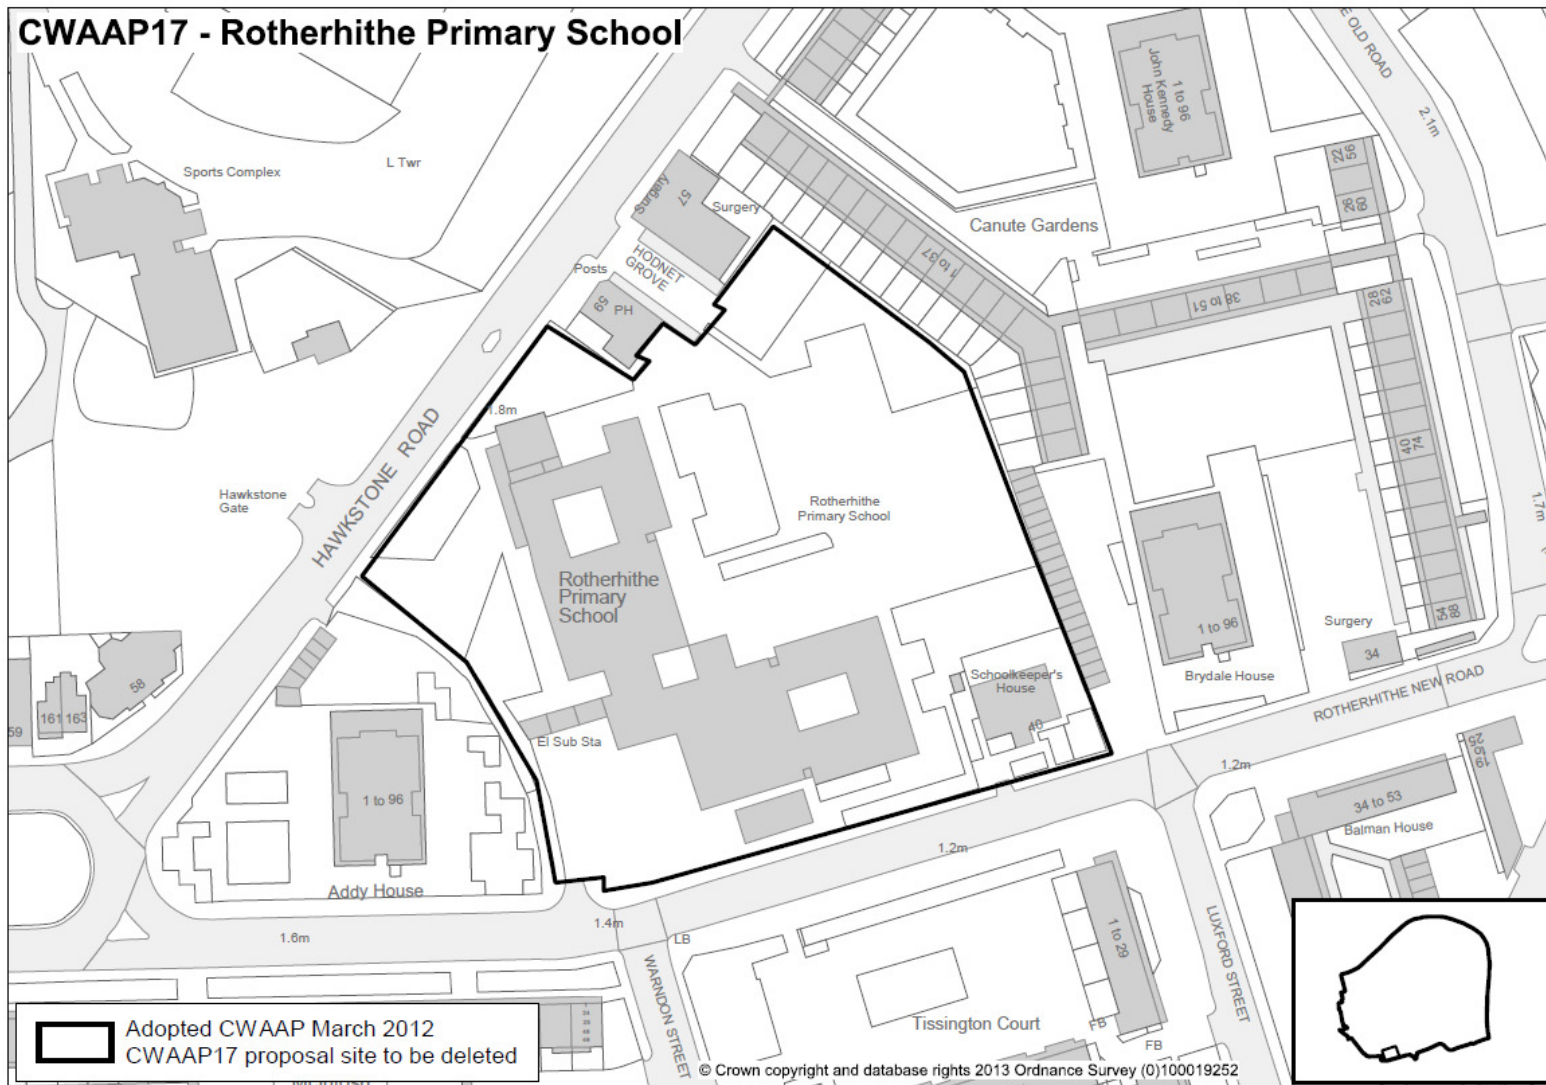 CWAAP17 - Rotherhithe Primary School
Sports Complex
L Twr
Surgery
57
Surgery
HODNET
GROVE
Posts
59
PH
1 to 96
John Kennedy
House
E OLD ROAD
2.1m
22
56
26
60
Canute Gardens
1 to 37
38 to 51
28
62
1.8m
HAWKSTONE ROAD
Hawkstone
Gate
Rotherhithe
Primary School
Rotherhithe
Primary
School
40
74
1.7m
54
88
Surgery
34
1 to 96
Brydale House
ROTHERHITHE NEW ROAD
Schoolkeeper's
House
40
El Sub Sta
58
161
163
59
1 to 96
Addy House
1.2m
25
19
34 to 53
Balman House
1.2m
1.4m
1.6m
LB
WARNDON STREET
LUXFORD STREET
1 to 29
Tissington Court
FB
FB
Adopted CWAAP March 2012
CWAAP17 proposal site to be deleted
© Crown copyright and database rights 2013 Ordnance Survey (0)100019252